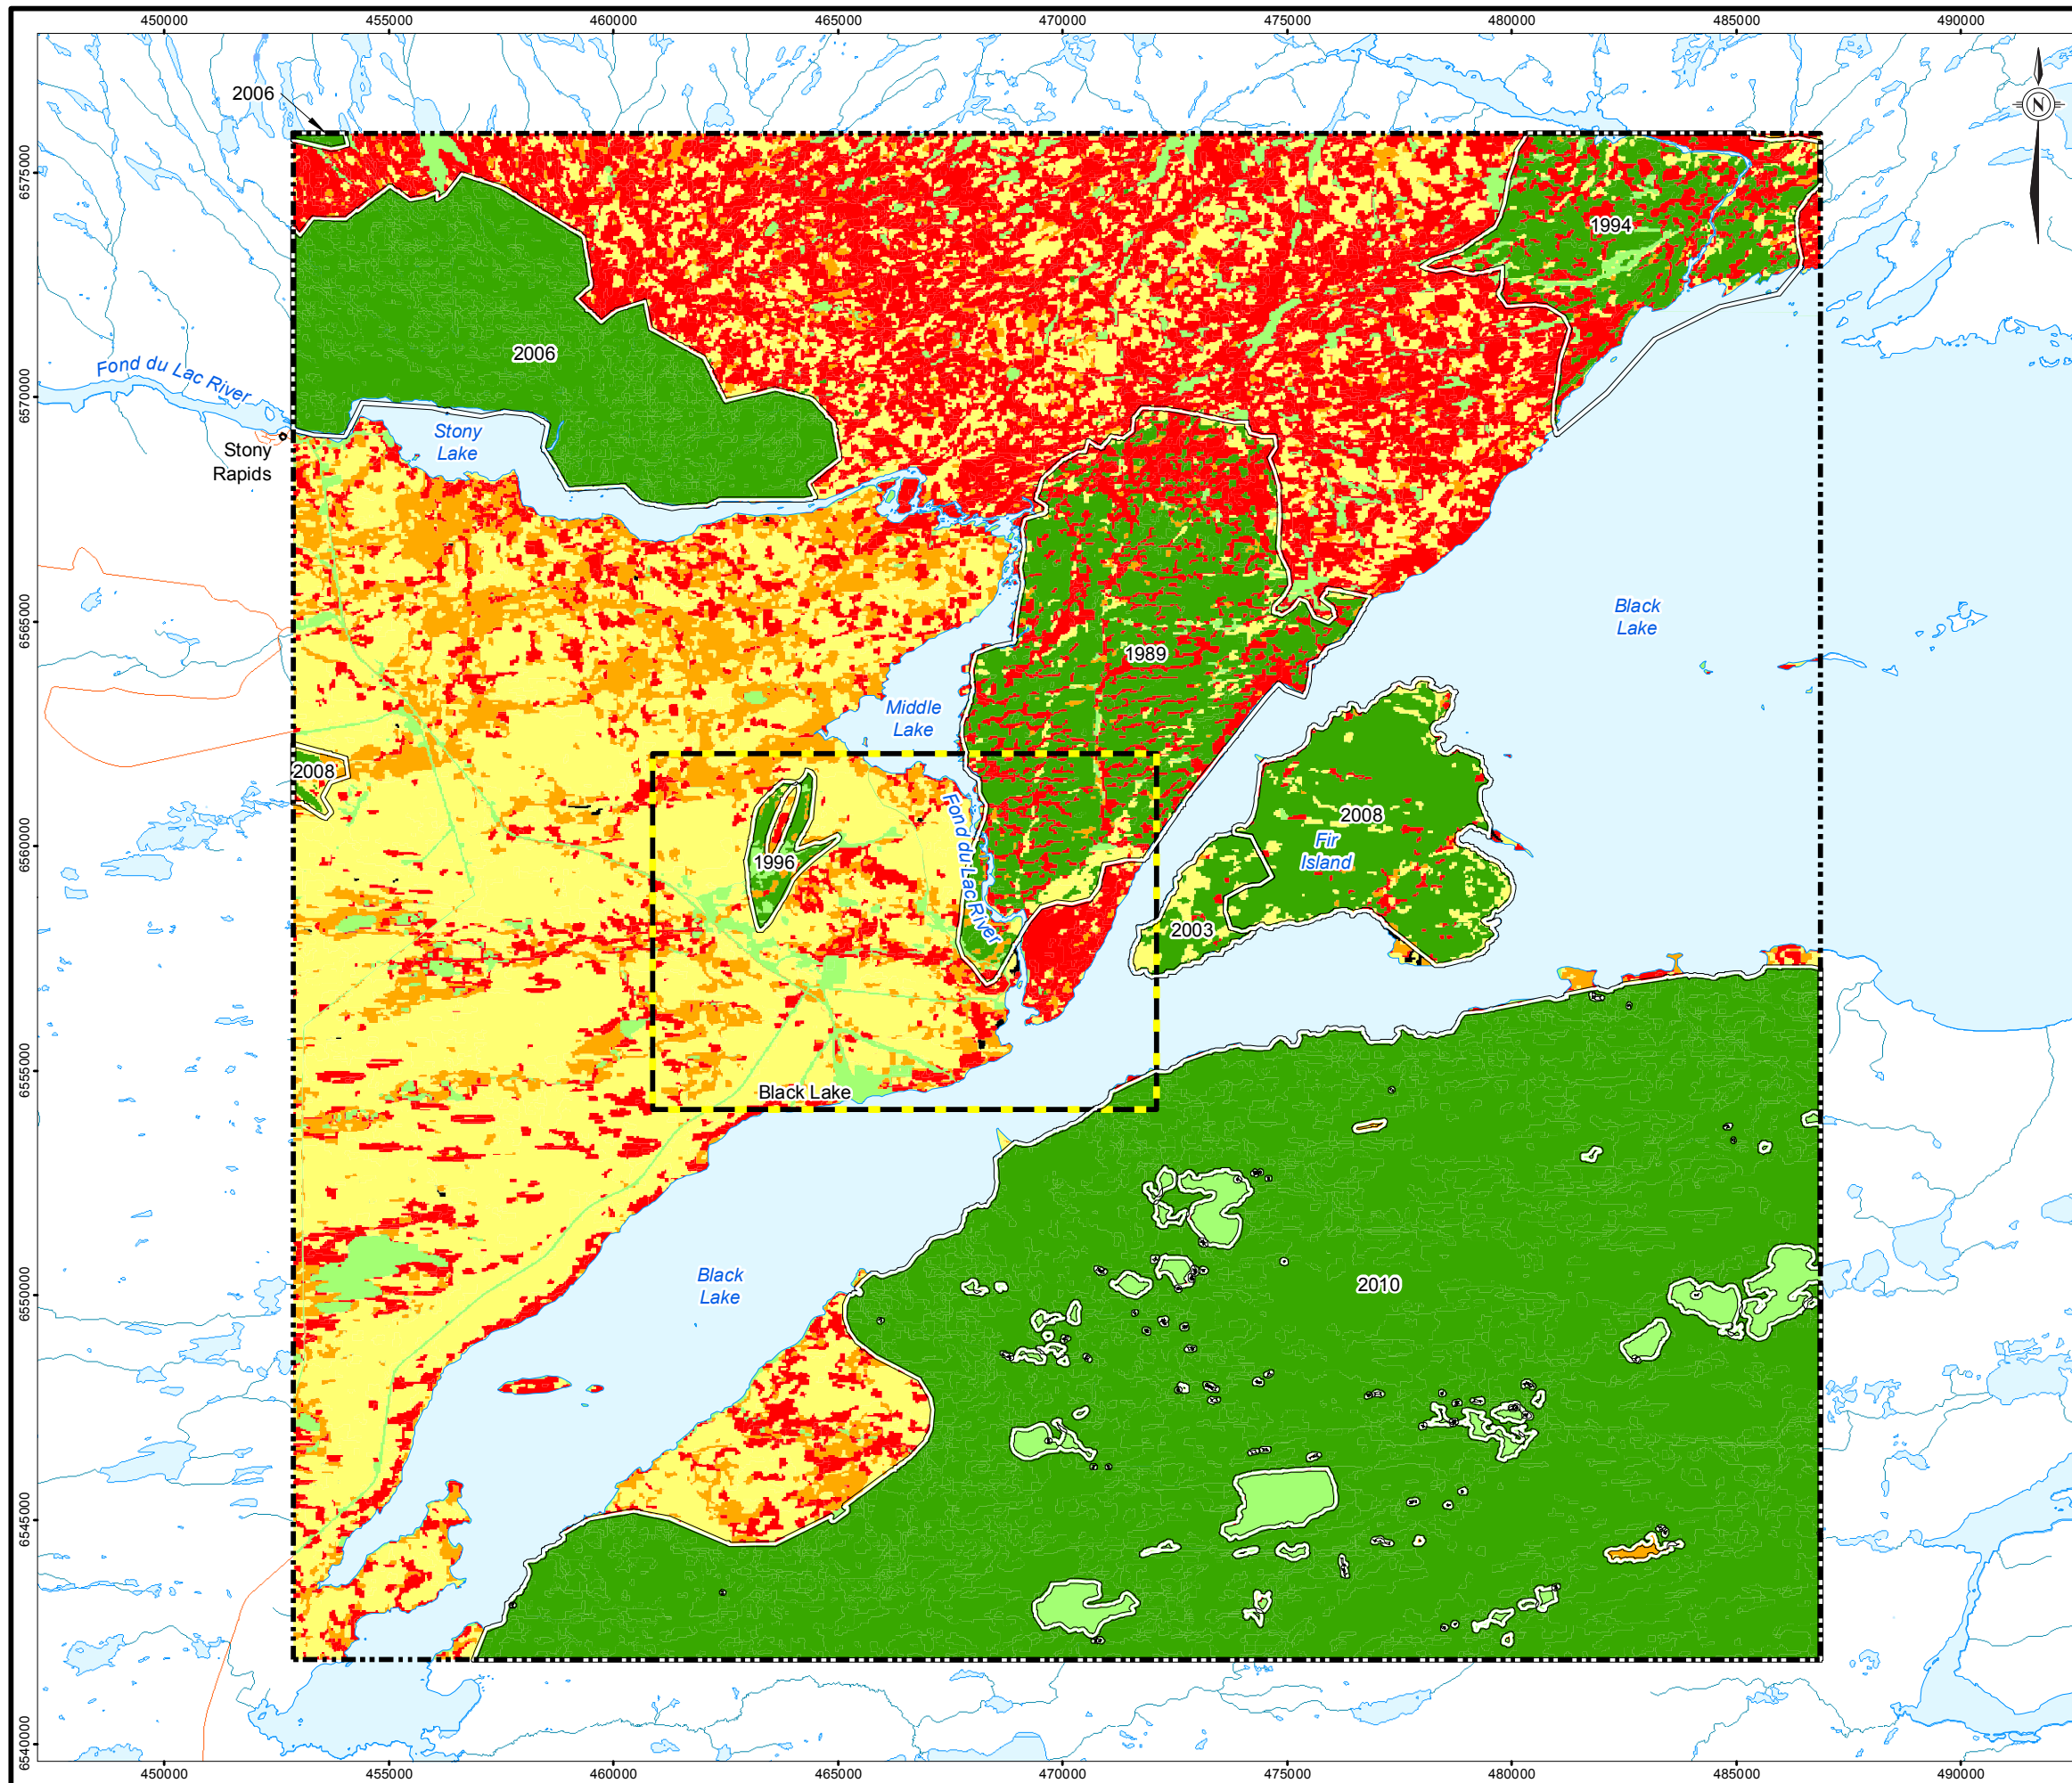 450000 455000 460000 465000 470000 475000 480000 485000 490000
2006
N
6575000
1994
2006
Fond du Lac River
6570000
Stony
Lake
Stony
Rapids
6565000
Black
Lake
1989
Middle
Lake
2008
2008
Fond du Lac River
Fir
Island
6560000
1996
2003
6555000
Black Lake
Black
Lake
6550000
2010
6545000
6540000
450000 455000 460000 465000 470000 475000 480000 485000 490000